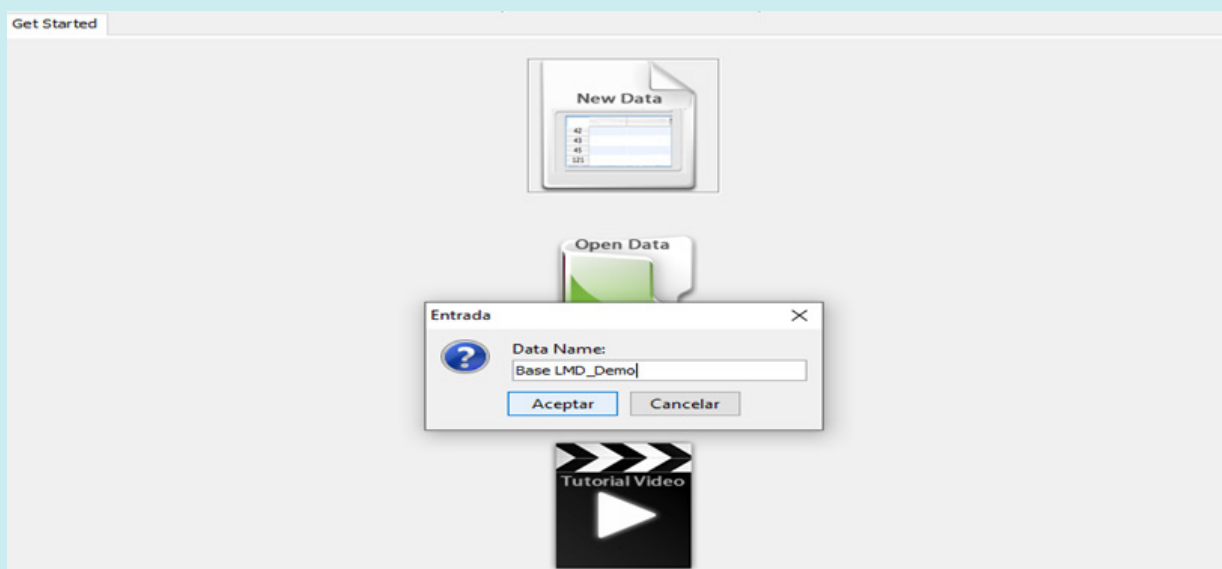 Get Started
New Data
42
43
45
121
Open Data
Entrada
Data Name:
Base LMD_Demo
Aceptar Cancelar
Tutorial Video